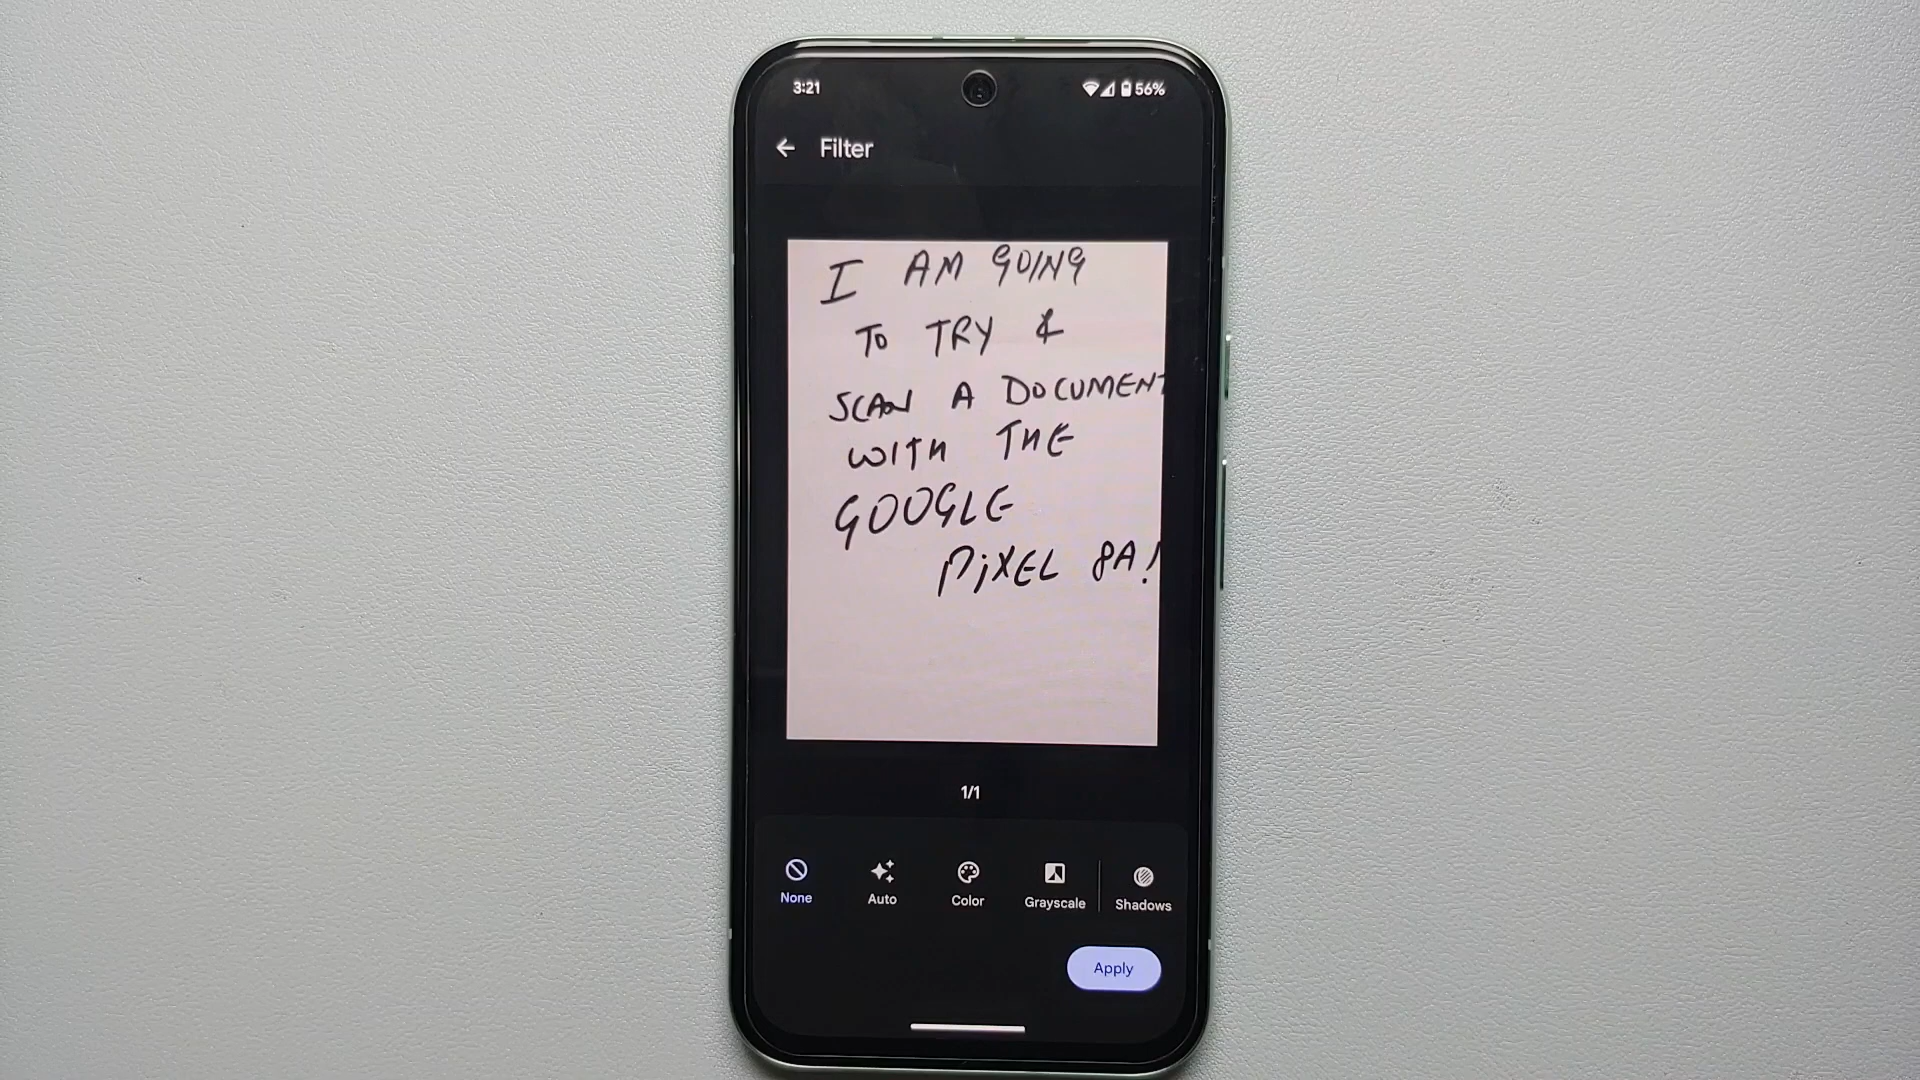 3:21
56%
Filter
I AM GOING
TO TRY &
SCAN A DOCUMENT
WITH THE
GOOGLE
PIXEL 8A!
1/1
None
Auto
Color
Grayscale
Shadows
Apply